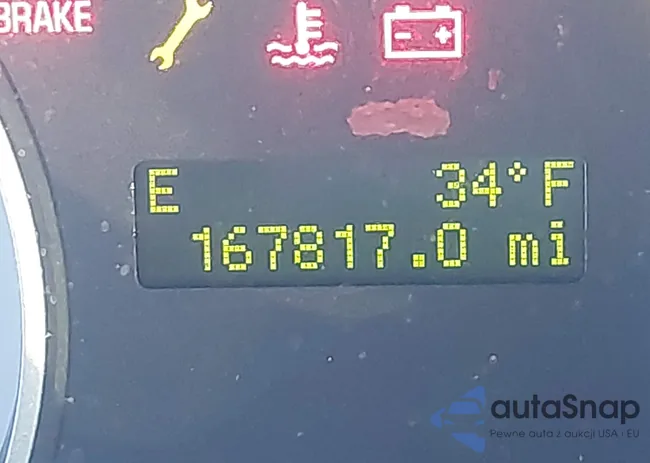 BRAKE
E 34°F
167817.0 mi
autaSnap
Pewne auta z aukcji USA i EU